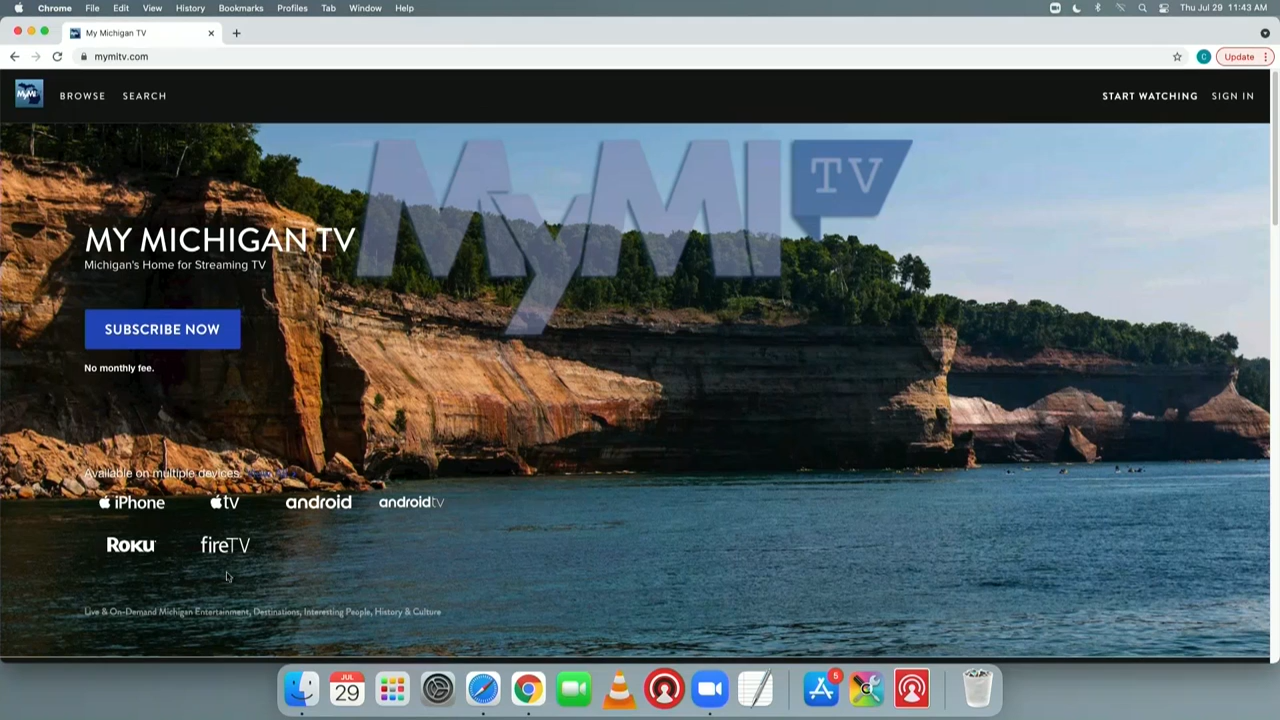 Chrome File Edit View History Bookmarks Profiles Tab Window Help Thu Jul 29 11:43 AM
My Michigan TV
mymitv.com C Update
MyMI BROWSE SEARCH START WATCHING SIGN IN
MyMI TV
MY MICHIGAN TV
Michigan's Home for Streaming TV
SUBSCRIBE NOW
No monthly fee.
Available on multiple devices.
iPhone tv android androidtv
ROKU fireTV
Live & On-Demand Michigan Entertainment, Destinations, Interesting People, History & Culture
JUL
29
5